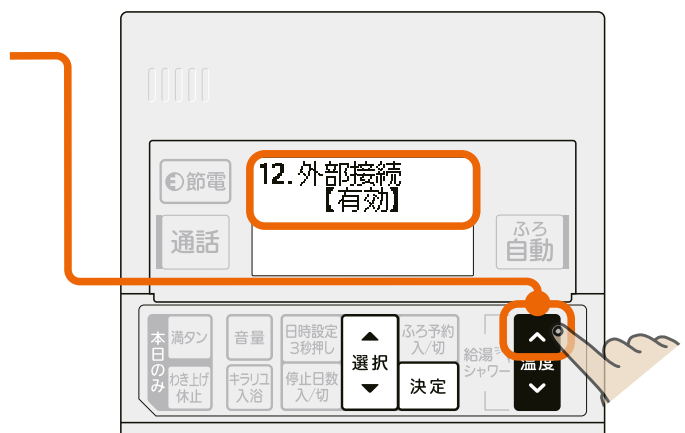 節電
12.外部接続
【有効】
通話
ふろ
自動
本日のみ
満タン
わき上げ
休止
音量
キラリユ
入浴
日時設定
3秒押し
停止日数
入/切
選択
ふろ予約
入/切
決定
給湯
シャワー
温度